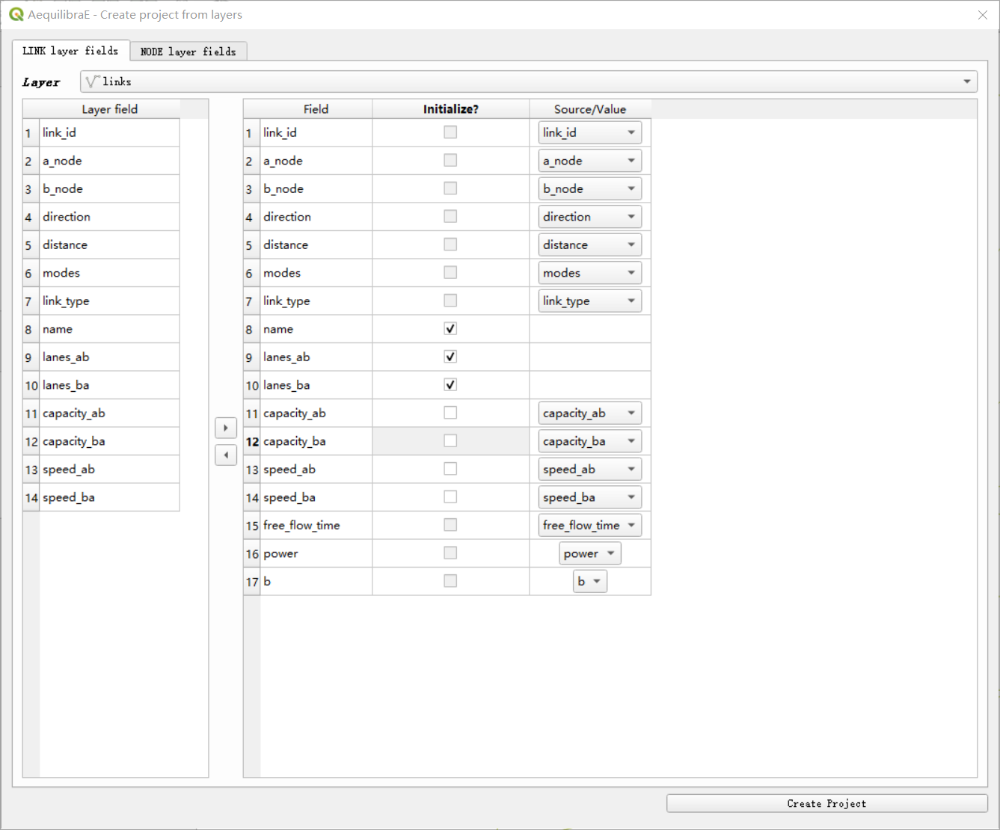 AequilibraE - Create project from layers
LINK layer fields NODE layer fields
Layer links
Layer field Field Initialize? Source/Value
1 link_id 1 link_id link_id
2 a_node 2 a_node a_node
3 b_node 3 b_node b_node
4 direction 4 direction direction
5 distance 5 distance distance
6 modes 6 modes modes
7 link_type 7 link_type link_type
8 name 8 name
9 lanes_ab 9 lanes_ab
10 lanes_ba 10 lanes_ba
11 capacity_ab 11 capacity_ab capacity_ab
12 capacity_ba 12 capacity_ba capacity_ba
13 speed_ab 13 speed_ab speed_ab
14 speed_ba 14 speed_ba speed_ba
15 free_flow_time free_flow_time
16 power power
17 b b
Create Project